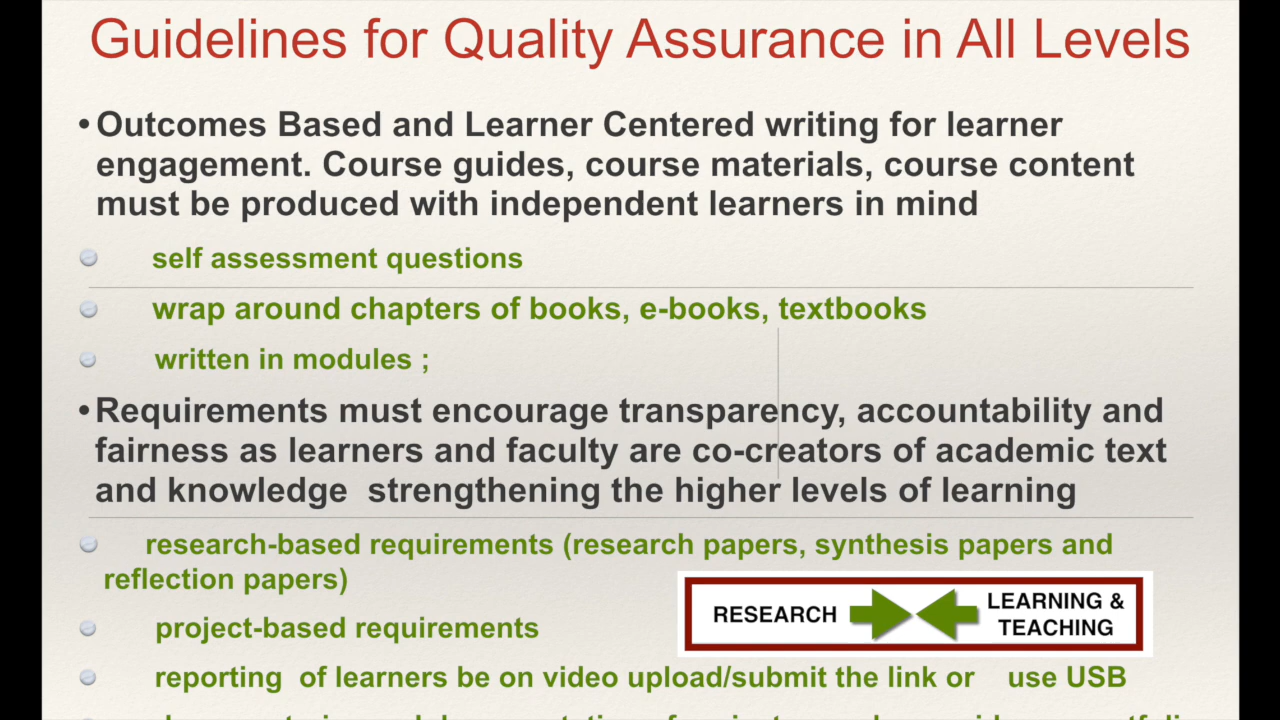 Guidelines for Quality Assurance in All Levels
• Outcomes Based and Learner Centered writing for learner
engagement. Course guides, course materials, course content
must be produced with independent learners in mind
self assessment questions
wrap around chapters of books, e-books, textbooks
written in modules ;
• Requirements must encourage transparency, accountability and
fairness as learners and faculty are co-creators of academic text
and knowledge strengthening the higher levels of learning
research-based requirements (research papers, synthesis papers and
reflection papers)
RESEARCH
LEARNING &
TEACHING
project-based requirements
reporting of learners be on video upload/submit the link or use USB